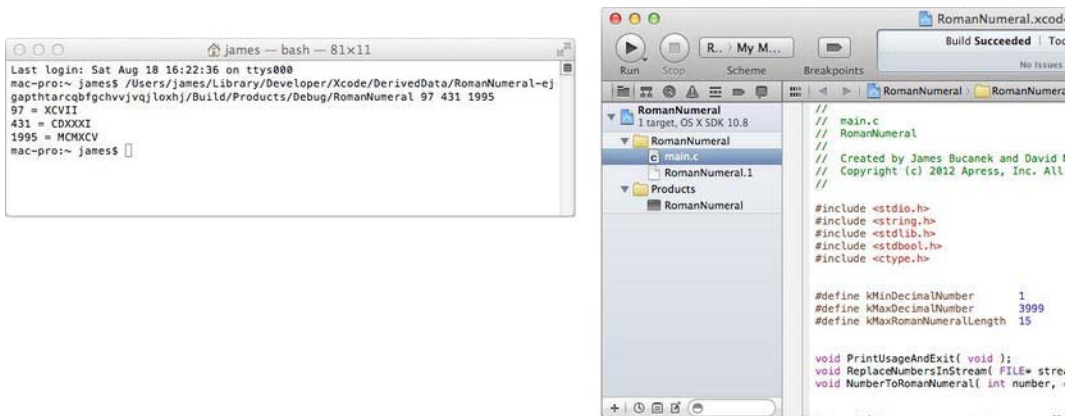 james — bash — 81×11
Last login: Sat Aug 18 16:22:36 on ttys000
mac-pro:~ james$ /Users/james/Library/Developer/Xcode/DerivedData/RomanNumeral-ej
gapthtarcqbfgchvvjvqjloxhj/Build/Products/Debug/RomanNumeral 97 431 1995
97 = XCVII
431 = CDXXXI
1995 = MCMXCV
mac-pro:~ james$
RomanNumeral.xcod
R.. My M...
Build Succeeded | Too
No Issues
Run Stop Scheme Breakpoints
RomanNumeral RomanNumera
RomanNumeral
1 target, OS X SDK 10.8
RomanNumeral
c main.c
RomanNumeral.1
Products
RomanNumeral
//
// main.c
// RomanNumeral
//
// Created by James Bucanek and David
// Copyright (c) 2012 Apress, Inc. All
//
#include <stdio.h>
#include <string.h>
#include <stdlib.h>
#include <stdbool.h>
#include <ctype.h>
#define kMinDecimalNumber 1
#define kMaxDecimalNumber 3999
#define kMaxRomanNumeralLength 15
void PrintUsageAndExit( void );
void ReplaceNumbersInStream( FILE* strea
void NumberToRomanNumeral( int number,